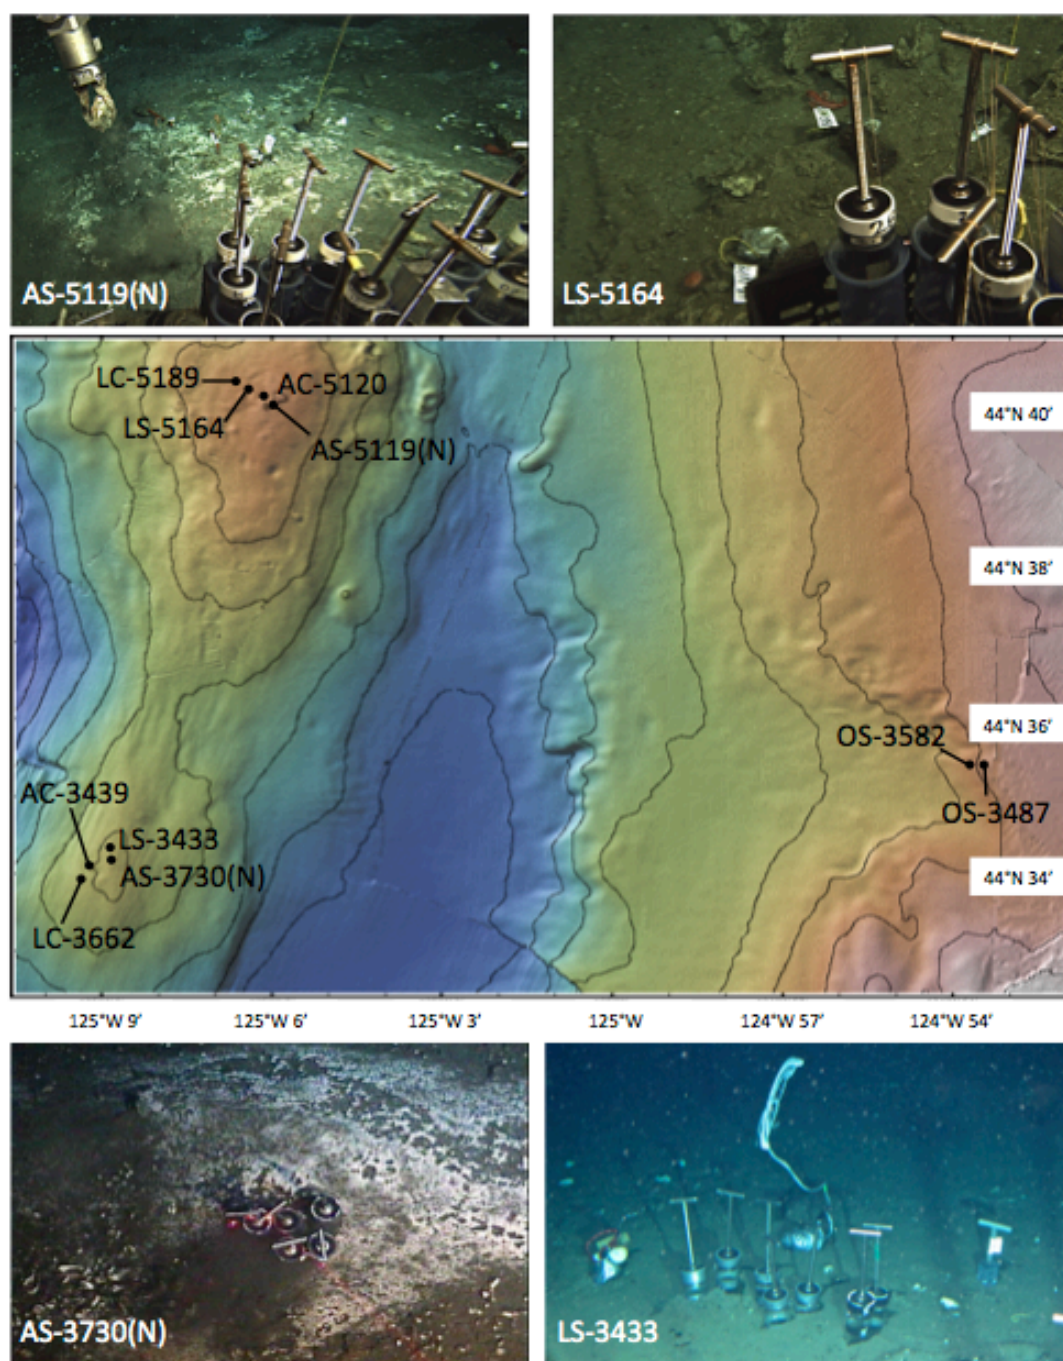 AS-5119(N)
LS-5164
LC-5189
AC-5120
LS-5164
AS-5119(N)
44°N 40'
44°N 38'
44°N 36'
OS-3582
OS-3487
AC-3439
LS-3433
AS-3730(N)
44°N 34'
LC-3662
125°W 9'
125°W 6'
125°W 3'
125°W
124°W 57'
124°W 54'
AS-3730(N)
LS-3433